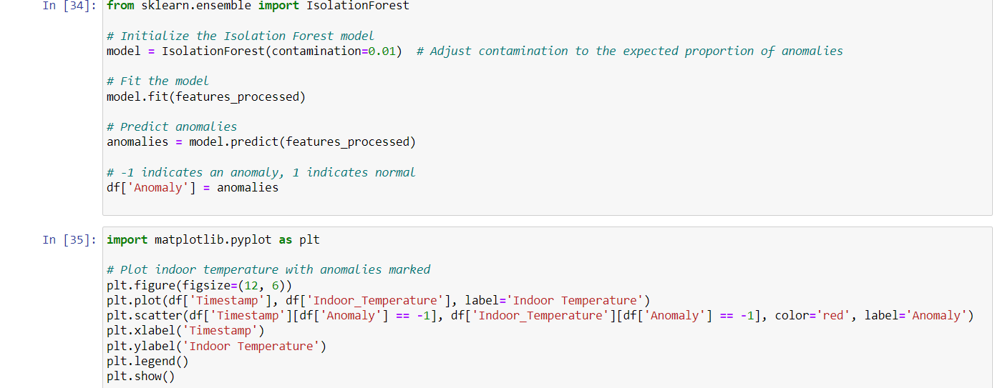 In [34]: from sklearn.ensemble import IsolationForest
# Initialize the Isolation Forest model
model = IsolationForest(contamination=0.01)  # Adjust contamination to the expected proportion of anomalies
# Fit the model
model.fit(features_processed)
# Predict anomalies
anomalies = model.predict(features_processed)
# -1 indicates an anomaly, 1 indicates normal
df['Anomaly'] = anomalies
In [35]: import matplotlib.pyplot as plt
# Plot indoor temperature with anomalies marked
plt.figure(figsize=(12, 6))
plt.plot(df['Timestamp'], df['Indoor_Temperature'], label='Indoor Temperature')
plt.scatter(df['Timestamp'][df['Anomaly'] == -1], df['Indoor_Temperature'][df['Anomaly'] == -1], color='red', label='Anomaly')
plt.xlabel('Timestamp')
plt.ylabel('Indoor Temperature')
plt.legend()
plt.show()